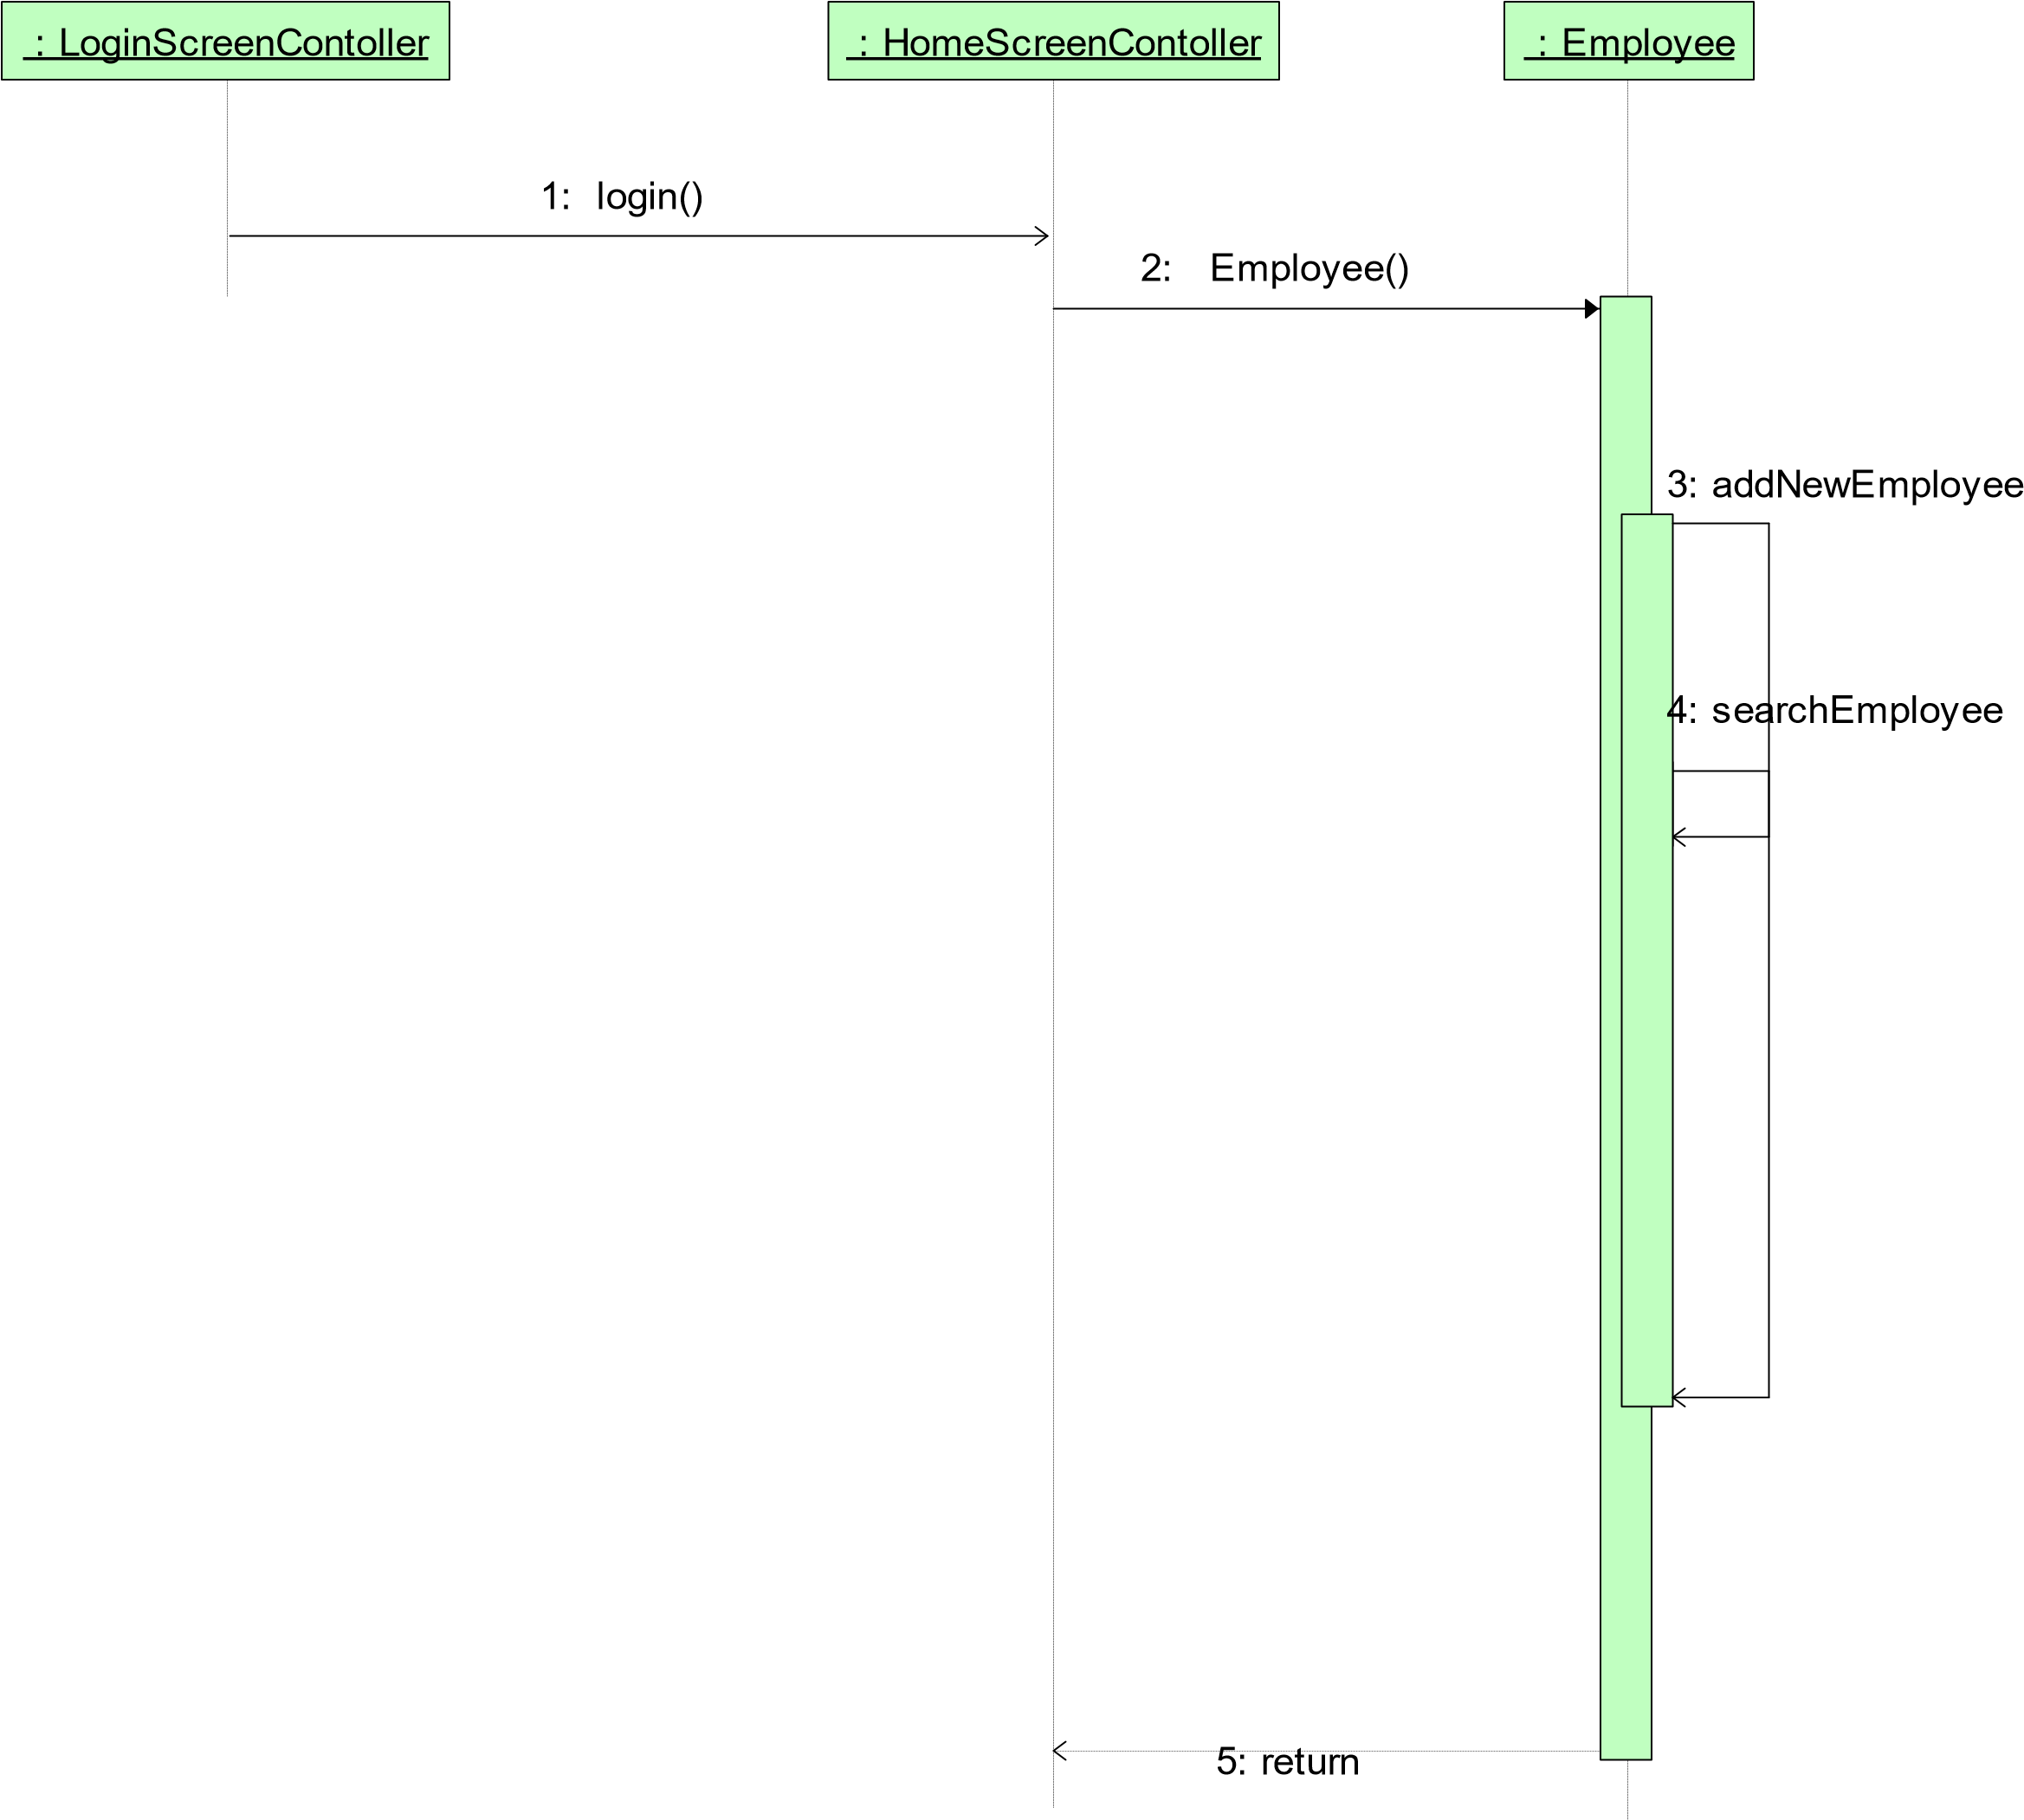 : LoginScreenContoller
: HomeScreenContoller
: Employee
1: login()
2: Employee()
3: addNewEmployee
4: searchEmployee
5: return